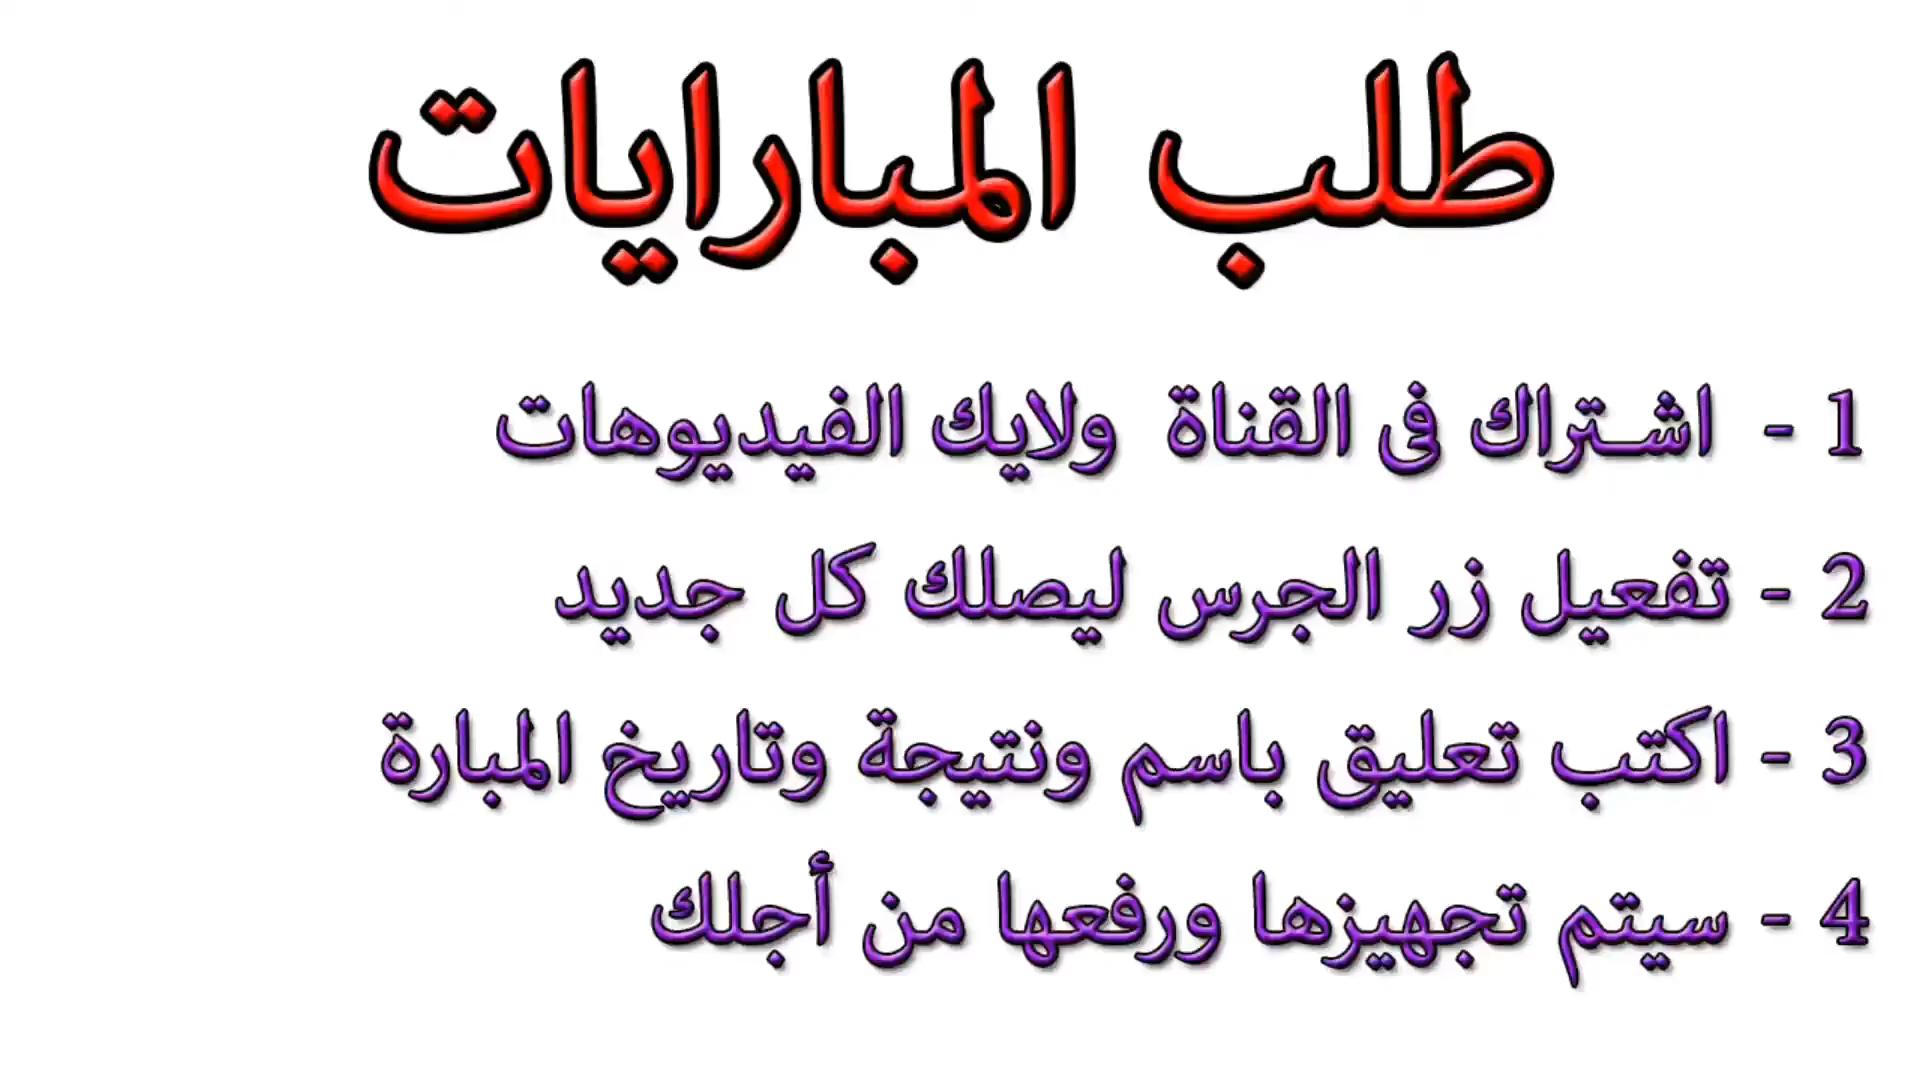 طلب المبارايات
1 - اشـتراك فى القناة ولايك الفيديوهات
2 - تفعيل زر الجرس ليصلك كل جديد
3 - اكتب تعليق باسم ونتيجة وتاريخ المبارة
4 - سيتم تجهيزها ورفعها من أجلك